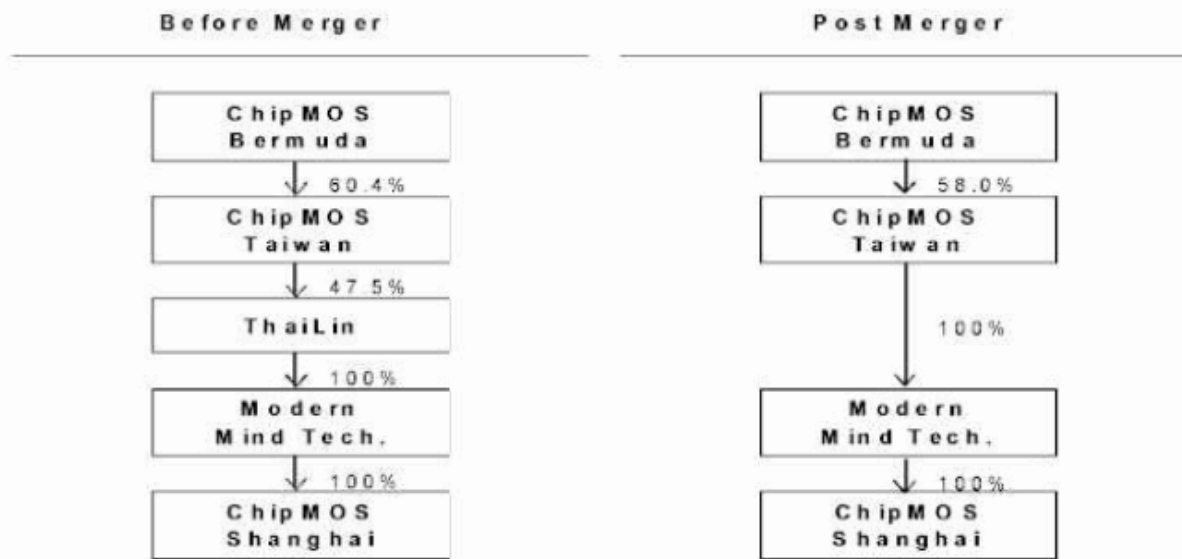 Before Merger
ChipMOS
Bermuda
60.4%
ChipMOS
Taiwan
47.5%
ThaiLin
100%
Modern
Mind Tech.
100%
ChipMOS
Shanghai
Post Merger
ChipMOS
Bermuda
58.0%
ChipMOS
Taiwan
100%
Modern
Mind Tech.
100%
ChipMOS
Shanghai